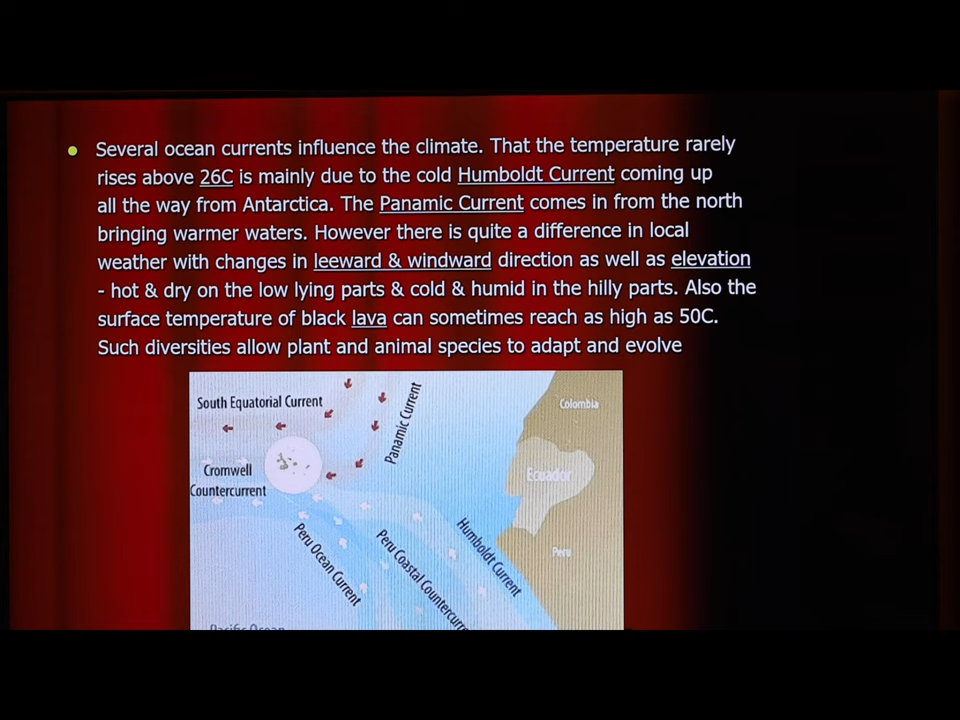 Several ocean currents influence the climate. That the temperature rarely
rises above 26C is mainly due to the cold Humboldt Current coming up
all the way from Antarctica. The Panamic Current comes in from the north
bringing warmer waters. However there is quite a difference in local
weather with changes in leeward & windward direction as well as elevation
- hot & dry on the low lying parts & cold & humid in the hilly parts. Also the
surface temperature of black lava can sometimes reach as high as 50C.
Such diversities allow plant and animal species to adapt and evolve
South Equatorial Current
Panamic Current
Colombia
Cromwell
Countercurrent
Ecuador
Peru Ocean Current
Peru Coastal
Humboldt Current
Peru
Pacific Ocean